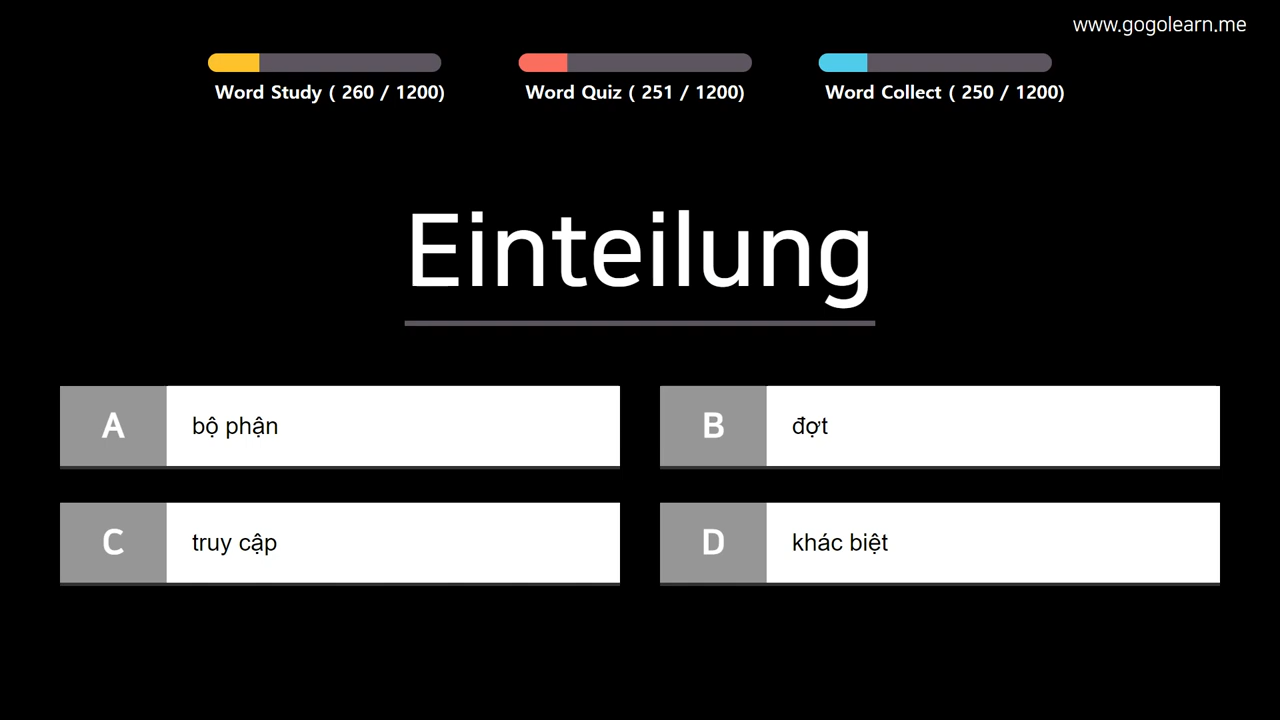 www.gogolearn.me
Word Study ( 260 / 1200)
Word Quiz ( 251 / 1200)
Word Collect ( 250 / 1200)
Einteilung
A
bộ phận
B
đợt
C
truy cập
D
khác biệt